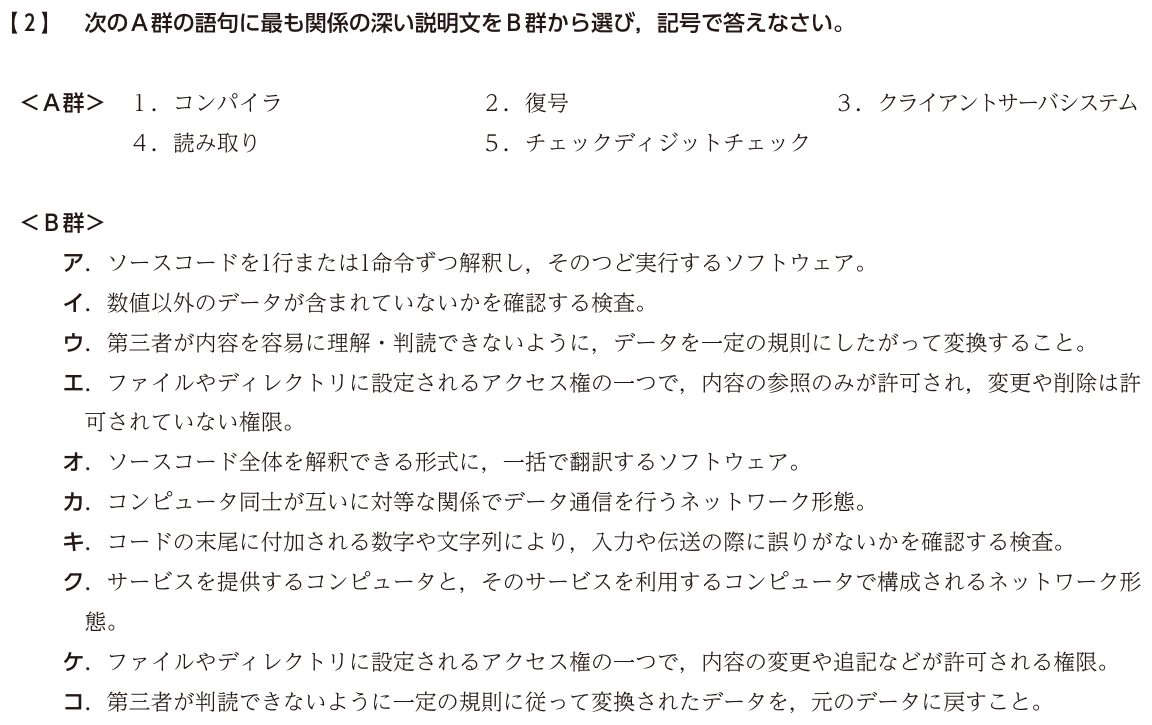 【２】　次のＡ群の語句に最も関係の深い説明文をＢ群から選び，記号で答えなさい。
＜Ａ群＞　１．コンパイラ　２．復号　３．クライアントサーバシステム
４．読み取り　５．チェックディジットチェック
＜Ｂ群＞
ア．ソースコードを1行または1命令ずつ解釈し，そのつど実行するソフトウェア。
イ．数値以外のデータが含まれていないかを確認する検査。
ウ．第三者が内容を容易に理解・判読できないように，データを一定の規則にしたがって変換すること。
エ．ファイルやディレクトリに設定されるアクセス権の一つで，内容の参照のみが許可され，変更や削除は許
可されていない権限。
オ．ソースコード全体を解釈できる形式に，一括で翻訳するソフトウェア。
カ．コンピュータ同士が互いに対等な関係でデータ通信を行うネットワーク形態。
キ．コードの末尾に付加される数字や文字列により，入力や伝送の際に誤りがないかを確認する検査。
ク．サービスを提供するコンピュータと，そのサービスを利用するコンピュータで構成されるネットワーク形
態。
ケ．ファイルやディレクトリに設定されるアクセス権の一つで，内容の変更や追記などが許可される権限。
コ．第三者が判読できないように一定の規則に従って変換されたデータを，元のデータに戻すこと。